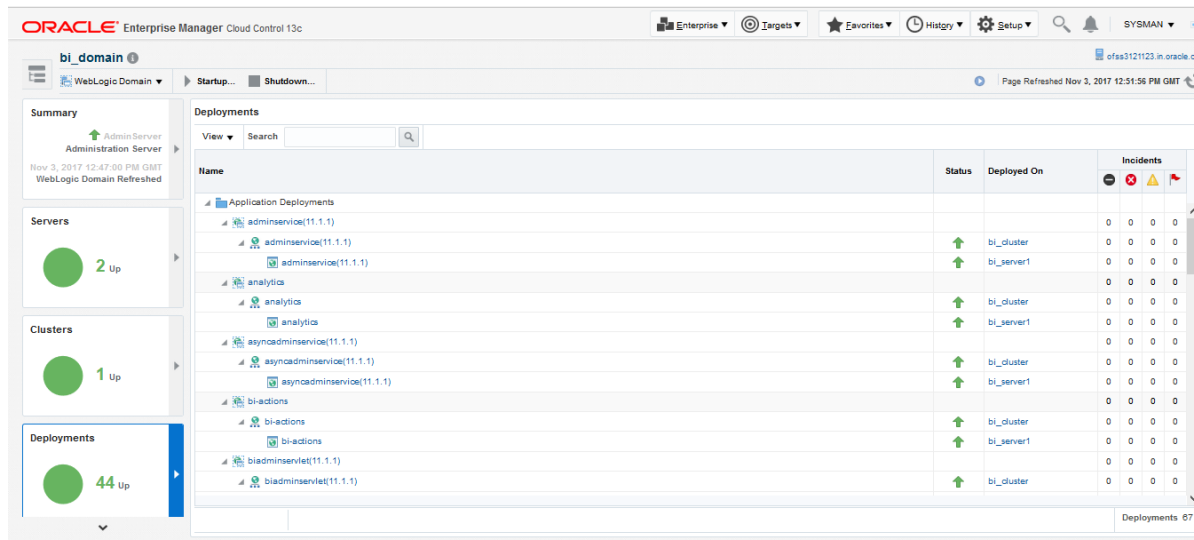 ORACLE® Enterprise Manager Cloud Control 13c
Enterprise Targets Favorites History Setup SYSMAN
bi_domain
ofss3121123.in.oracle.c
WebLogic Domain Startup... Shutdown...
Page Refreshed Nov 3, 2017 12:51:56 PM GMT
Summary
AdminServer
Administration Server
Nov 3, 2017 12:47:00 PM GMT
WebLogic Domain Refreshed
Servers
2 Up
Clusters
1 Up
Deployments
44 Up
Deployments
View Search
Name Status Deployed On Incidents
Application Deployments
adminservice(11.1.1) 0 0 0 0
adminservice(11.1.1) bi_cluster 0 0 0 0
adminservice(11.1.1) bi_server1 0 0 0 0
analytics 0 0 0 0
analytics bi_cluster 0 0 0 0
analytics bi_server1 0 0 0 0
asyncadminservice(11.1.1) 0 0 0 0
asyncadminservice(11.1.1) bi_cluster 0 0 0 0
asyncadminservice(11.1.1) bi_server1 0 0 0 0
bi-actions 0 0 0 0
bi-actions bi_cluster 0 0 0 0
bi-actions bi_server1 0 0 0 0
biadminservlet(11.1.1) 0 0 0 0
biadminservlet(11.1.1) bi_cluster 0 0 0 0
Deployments 67